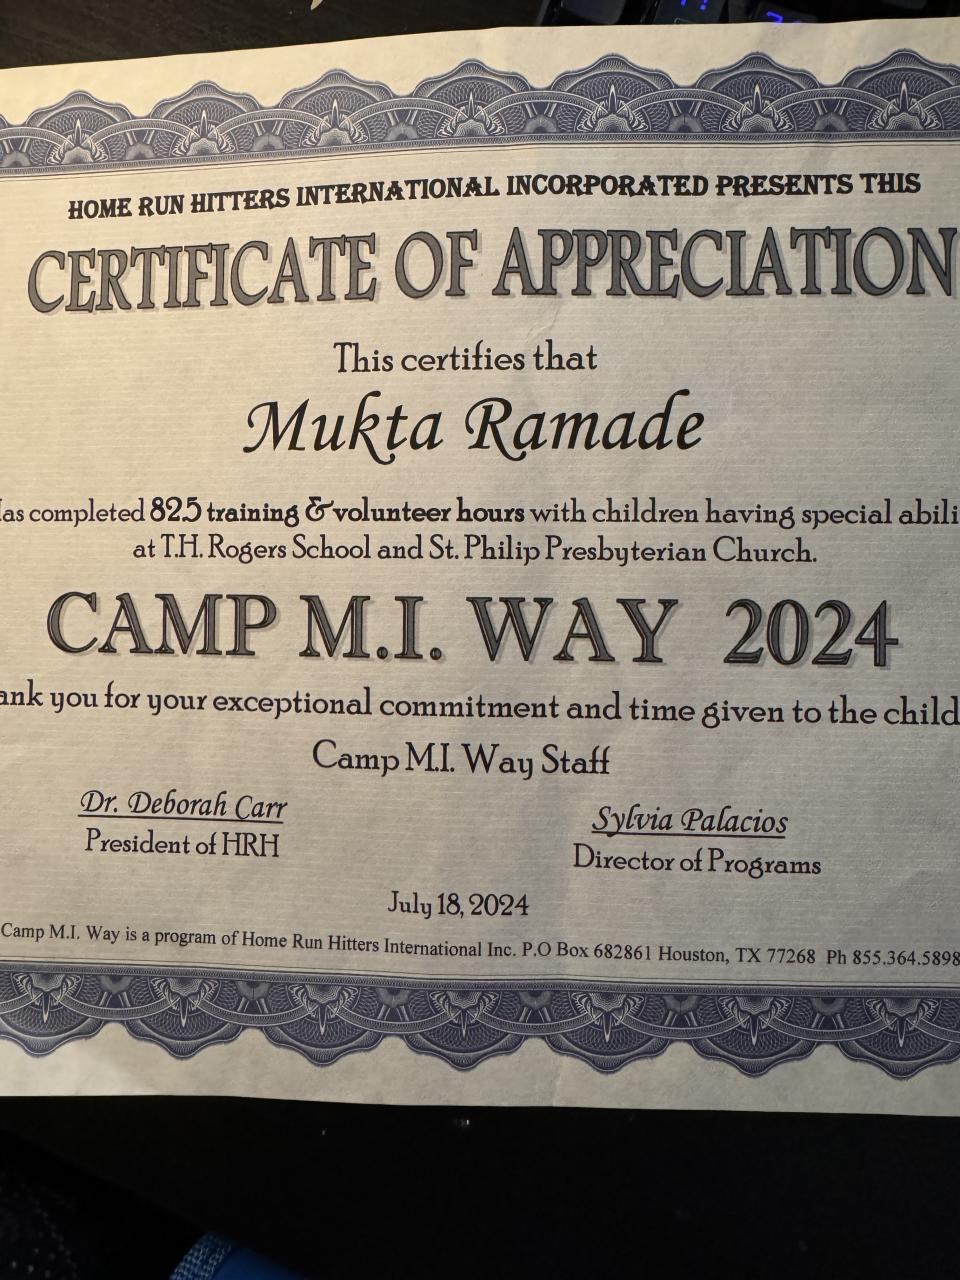 HOME RUN HITTERS INTERNATIONAL INCORPORATED PRESENTS THIS
CERTIFICATE OF APPRECIATION
This certifies that
Mukta Ramade
as completed 82.5 training & volunteer hours with children having special abili
at T.H. Rogers School and St. Philip Presbyterian Church.
CAMP M.I. WAY 2024
ank you for your exceptional commitment and time given to the child
Camp M.I. Way Staff
Dr. Deborah Carr
President of HRH
Sylvia Palacios
Director of Programs
July 18, 2024
Camp M.I. Way is a program of Home Run Hitters International Inc. P.O Box 682861 Houston, TX 77268 Ph 855.364.5898